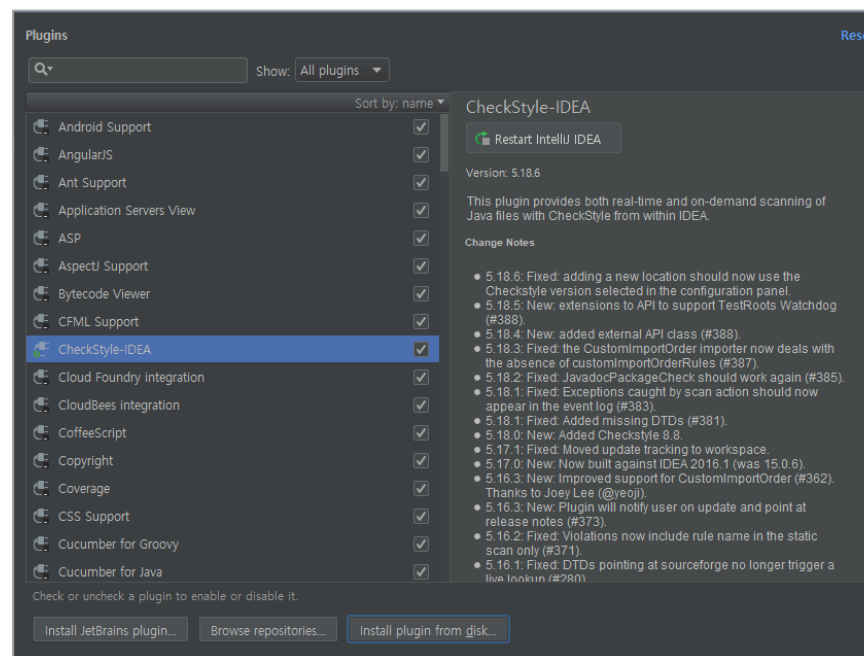 Plugins
Show: All plugins
Sort by: name
Android Support
AngularJS
Ant Support
Application Servers View
ASP
AspectJ Support
Bytecode Viewer
CFML Support
CheckStyle-IDEA
Cloud Foundry integration
CloudBees integration
CoffeeScript
Copyright
Coverage
CSS Support
Cucumber for Groovy
Cucumber for Java
Check or uncheck a plugin to enable or disable it.
Install JetBrains plugin... Browse repositories... Install plugin from disk...
CheckStyle-IDEA
Restart IntelliJ IDEA
Version: 5.18.6
This plugin provides both real-time and on-demand scanning of
Java files with CheckStyle from within IDEA.
Change Notes
● 5.18.6: Fixed: adding a new location should now use the
Checkstyle version selected in the configuration panel.
● 5.18.5: New: extensions to API to support TestRoots Watchdog
(#388).
● 5.18.4: New: added external API class (#388).
● 5.18.3: Fixed: the CustomImportOrder importer now deals with
the absence of customImportOrderRules (#387).
● 5.18.2: Fixed: JavadocPackageCheck should work again (#385).
● 5.18.1: Fixed: Exceptions caught by scan action should now
appear in the event log (#383).
● 5.18.1: Fixed: Added missing DTDs (#381).
● 5.18.0: New: Added Checkstyle 8.8.
● 5.17.1: Fixed: Moved update tracking to workspace.
● 5.17.0: New: Now built against IDEA 2016.1 (was 15.0.6).
● 5.16.3: New: Improved support for CustomImportOrder (#362).
Thanks to Joey Lee (@yeoji).
● 5.16.3: New: Plugin will notify user on update and point at
release notes (#373).
● 5.16.2: Fixed: Violations now include rule name in the static
scan only (#371).
● 5.16.1: Fixed: DTDs pointing at sourceforge no longer trigger a
live lookup (#280).